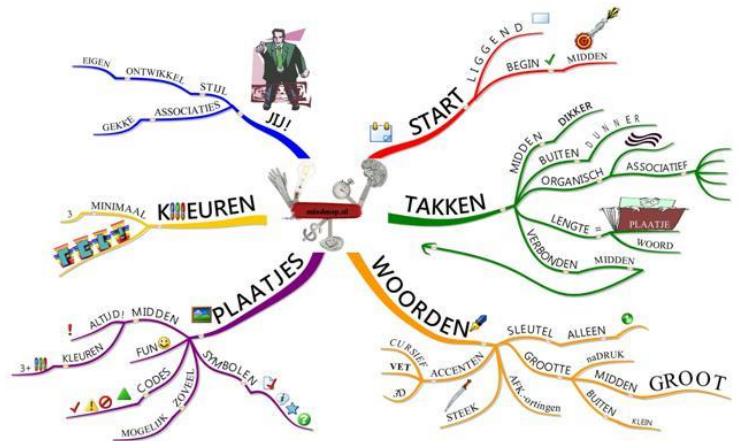 mindmap.nl
START
LIGGEND
BEGIN
MIDDEN
TAKKEN
MIDDEN
DIKKER
BUITEN
DUNNER
ORGANISCH
ASSOCIATIEF
LENGTE =
PLAATJE
WOORD
VERBONDEN
MIDDEN
WOORDEN
SLEUTEL
ALLEEN
GROOTTE
naDRUK
MIDDEN
GROOT
BUITEN
KLEIN
AFK.-ortingen
STEEK
ACCENTEN
CURSIEF
VET
3D
PLAATJES
MIDDEN
ALTIJD!
KLEUREN
3+
FUN
CODES
ZOVEEL
MOGELIJK
SYMBOLEN
KLEUREN
MINIMAAL
3
JIJ!
STIJL
ONTWIKKEL
EIGEN
ASSOCIATIES
GEKKE